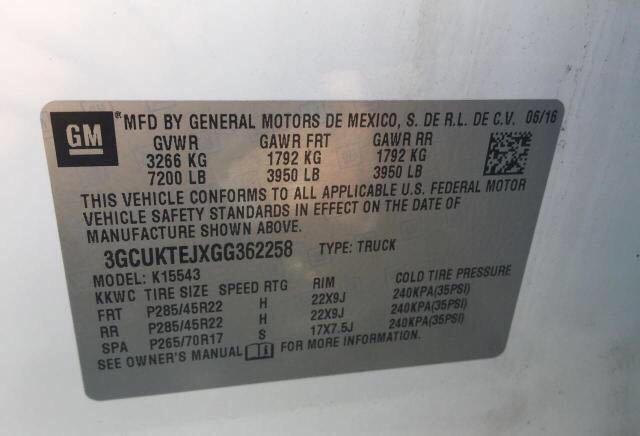 GM ® MFD BY GENERAL MOTORS DE MEXICO, S. DE R.L. DE C.V. 06/16
GVWR GAWR FRT GAWR RR
3266 KG 1792 KG 1792 KG
7200 LB 3950 LB 3950 LB
THIS VEHICLE CONFORMS TO ALL APPLICABLE U.S. FEDERAL MOTOR
VEHICLE SAFETY STANDARDS IN EFFECT ON THE DATE OF
MANUFACTURE SHOWN ABOVE.
3GCUKTEJXGG362258 TYPE: TRUCK
MODEL: K15543
KKWC TIRE SIZE SPEED RTG RIM COLD TIRE PRESSURE
FRT P285/45R22 H 22X9J 240KPA(35PSI)
RR P285/45R22 H 22X9J 240KPA(35PSI)
SPA P265/70R17 S 17X7.5J 240KPA(35PSI)
SEE OWNER'S MANUAL FOR MORE INFORMATION.